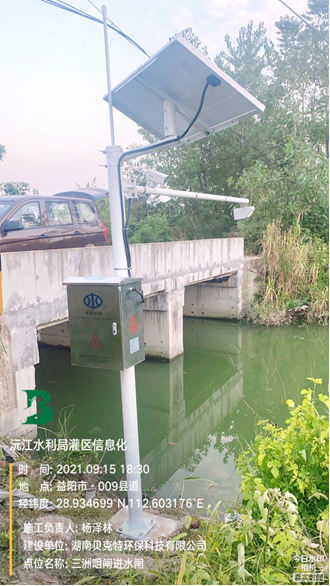 中国水利
沅江水利局灌区信息化
时 间: 2021.09.15 18:30
地 点: 益阳市·009县道
经纬度: 28.934699°N,112.603176°E
施工负责人: 杨泽林
建设单位: 湖南贝克特环保科技有限公司
点位名称: 三洲咀闸进水闸
今日水印
相机